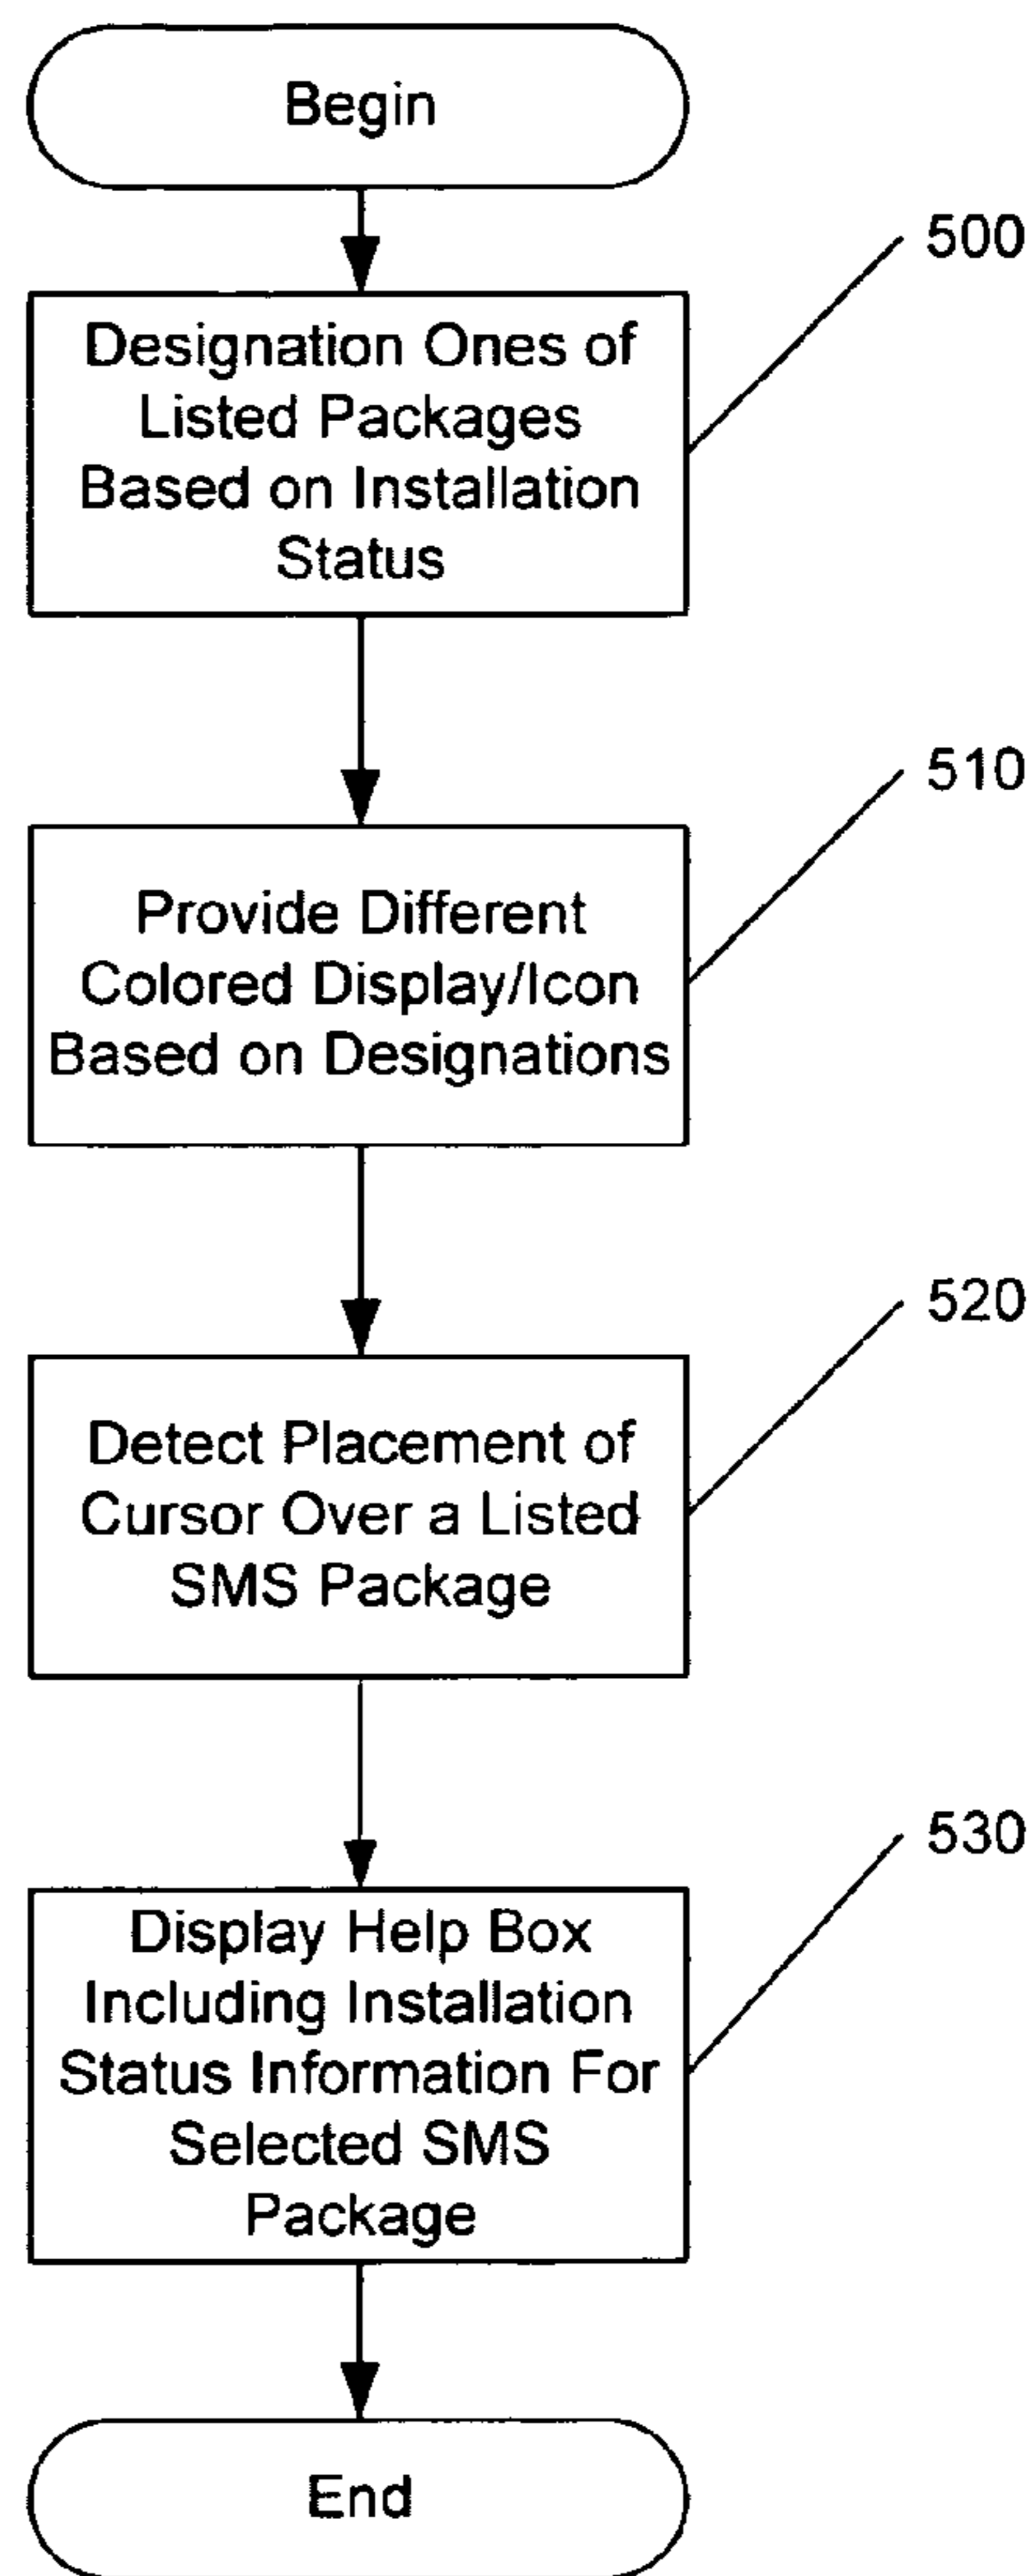 Begin
500
Designation Ones of
Listed Packages
Based on Installation
Status
510
Provide Different
Colored Display/Icon
Based on Designations
520
Detect Placement of
Cursor Over a Listed
SMS Package
530
Display Help Box
Including Installation
Status Information For
Selected SMS
Package
End